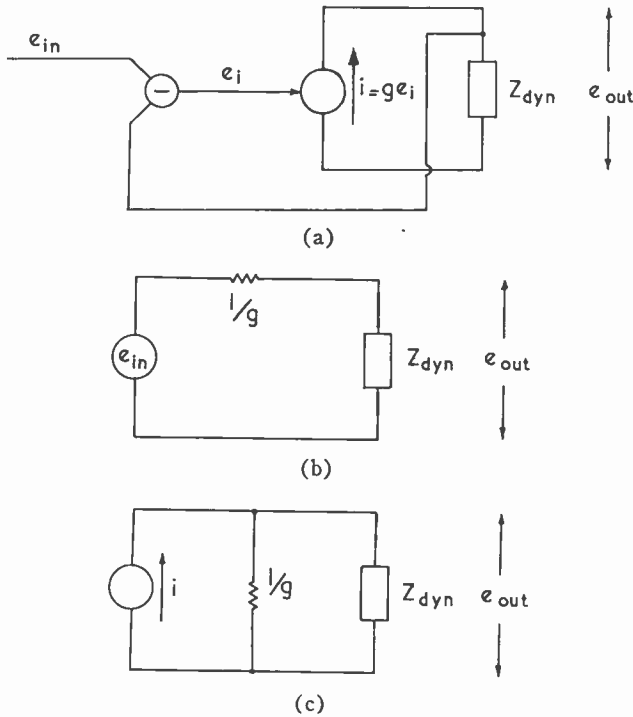 e_in
e_i
i=ge_i
Z_dyn
e_out
(a)
1/g
e_in
Z_dyn
e_out
(b)
i
1/g
Z_dyn
e_out
(c)